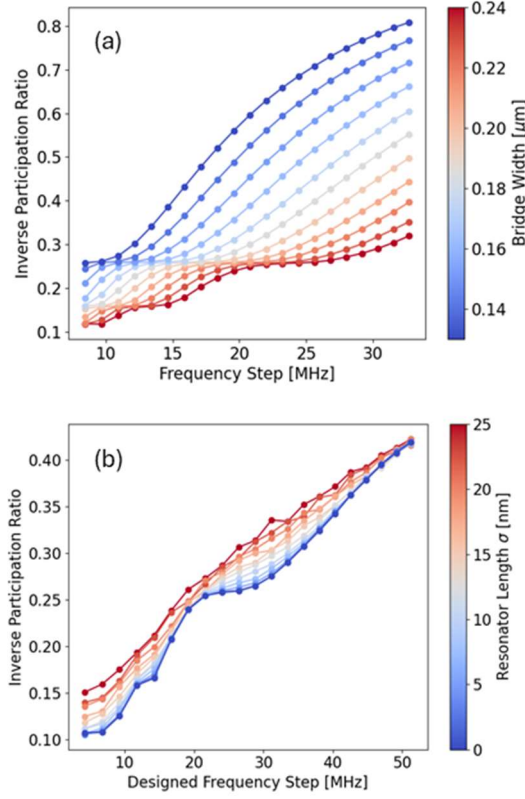 (a)
Inverse Participation Ratio
0.8
0.7
0.6
0.5
0.4
0.3
0.2
0.1
10 15 20 25 30
Frequency Step [MHz]
0.24
0.22
0.20
0.18
0.16
0.14
Bridge Width [μm]
(b)
Inverse Participation Ratio
0.40
0.35
0.30
0.25
0.20
0.15
0.10
10 20 30 40 50
Designed Frequency Step [MHz]
25
20
15
10
5
0
Resonator Length σ [nm]